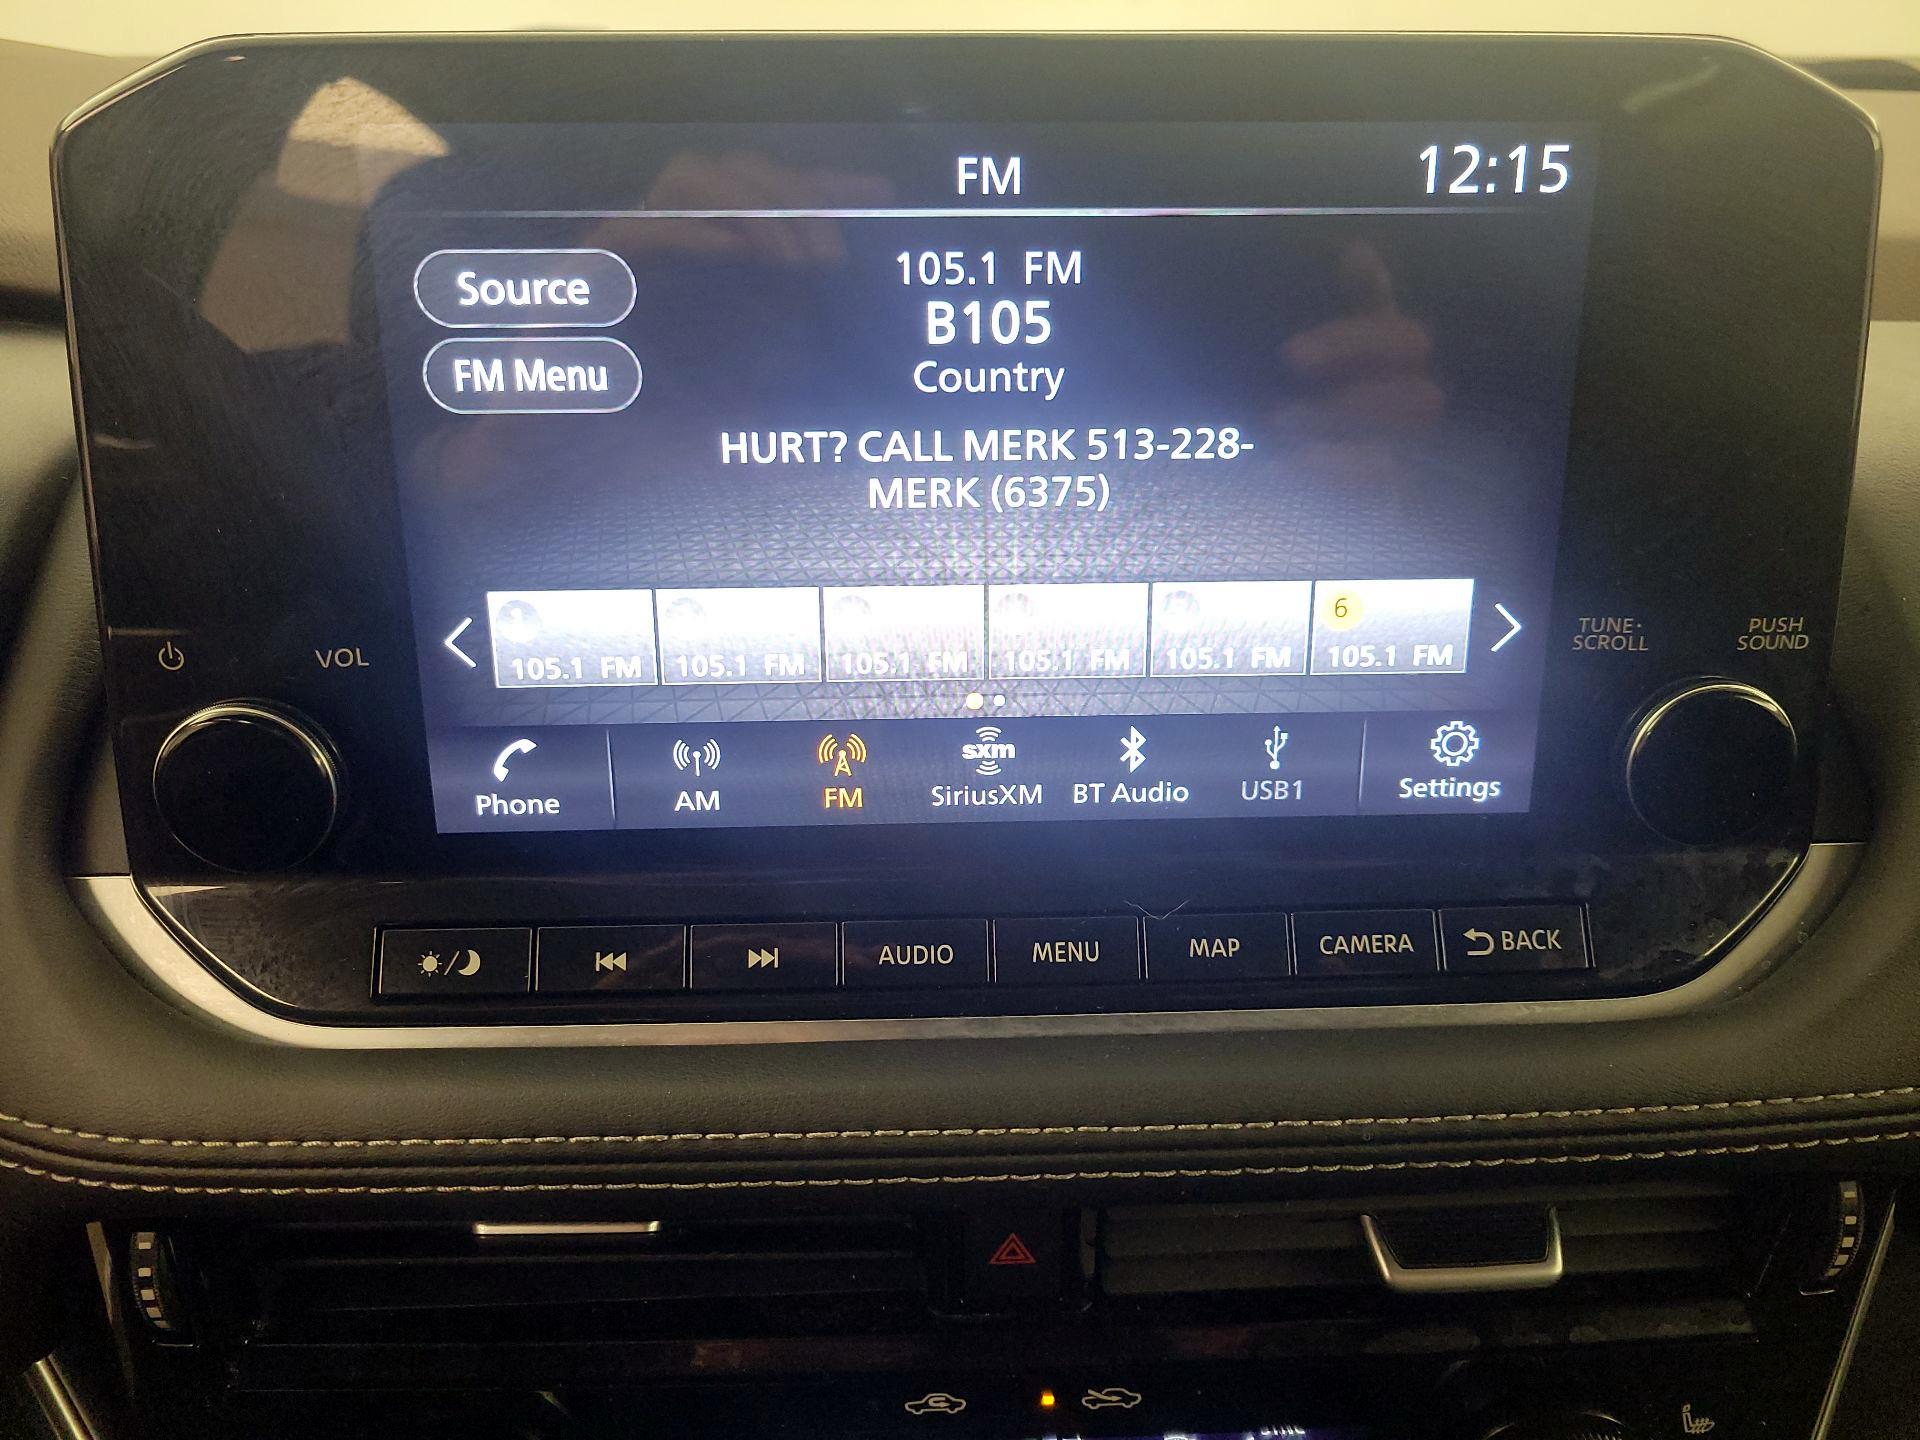 FM
12:15
Source
105.1 FM
B105
FM Menu
Country
HURT? CALL MERK 513-228-
MERK (6375)
1
6
105.1 FM
105.1 FM
105.1 FM
105.1 FM
105.1 FM
105.1 FM
VOL
TUNE·
SCROLL
PUSH
SOUND
Phone
AM
FM
sxm
SiriusXM
BT Audio
USB1
Settings
AUDIO
MENU
MAP
CAMERA
BACK